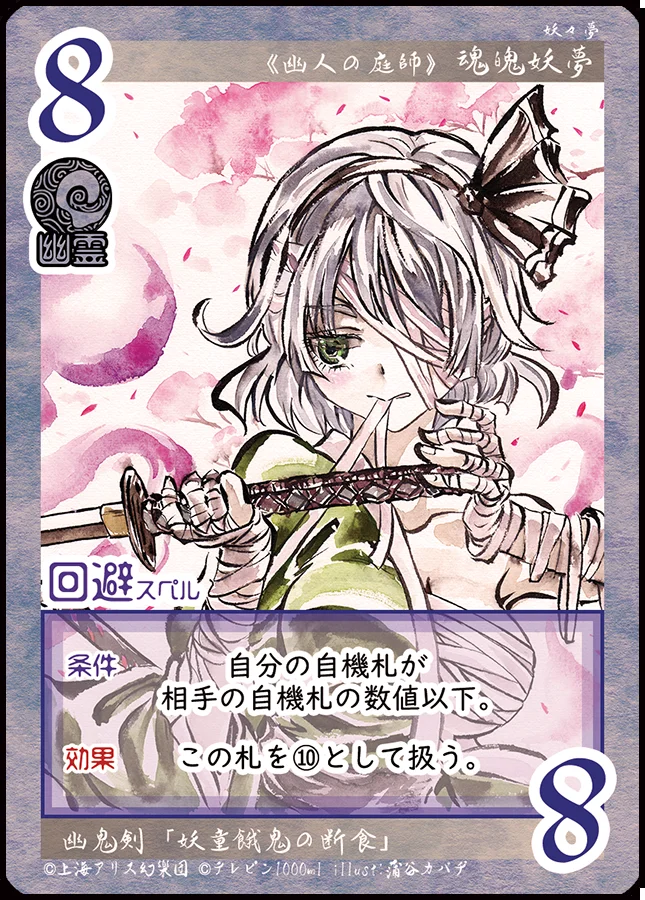 妖々夢
8
《幽人の庭師》 魂魄妖夢
幽霊
回避スペル
条件 自分の自機札が
相手の自機札の数値以下。
効果 この札を⑩として扱う。
8
幽鬼剣 「妖童餓鬼の断食」
©上海アリス幻樂団 ©テレピン1000ml illust:蒲谷カバヂ